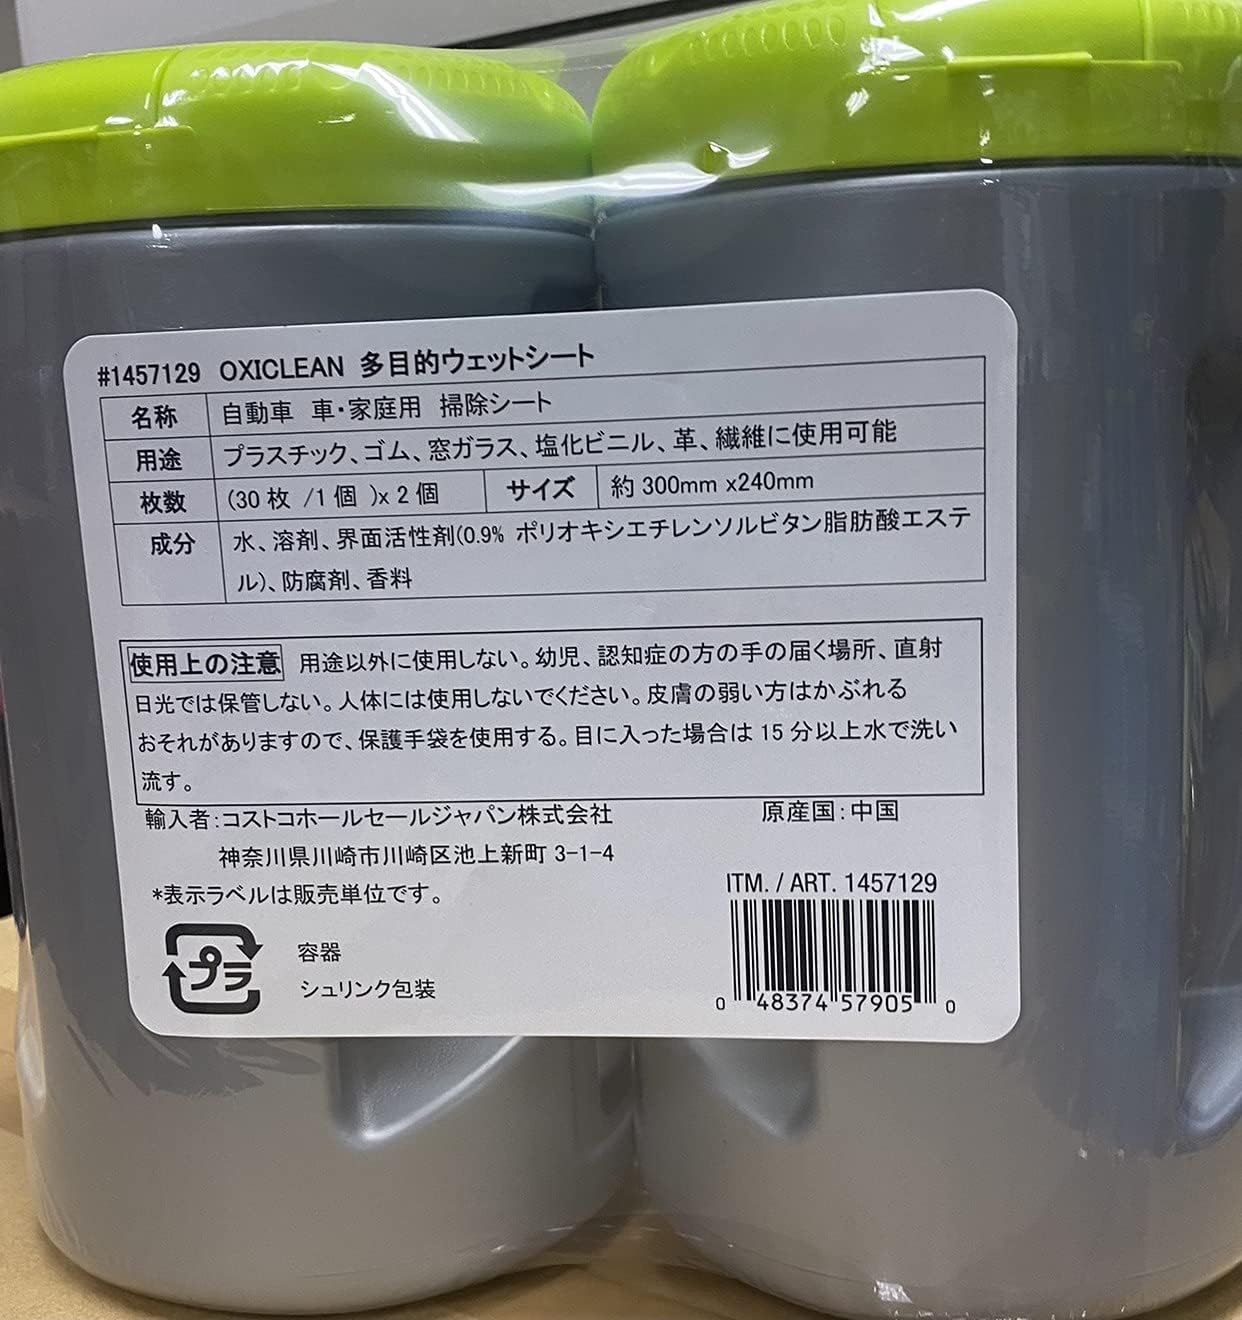 #1457129 OXICLEAN 多目的ウェットシート
名称 自動車 車・家庭用 掃除シート
用途 プラスチック、ゴム、窓ガラス、塩化ビニル、革、繊維に使用可能
枚数 (30 枚 /1 個 )x 2 個 サイズ 約 300mm x240mm
成分 水、溶剤、界面活性剤(0.9% ポリオキシエチレンソルビタン脂肪酸エステ
ル)、防腐剤、香料
使用上の注意 用途以外に使用しない。幼児、認知症の方の手の届く場所、直射
日光では保管しない。人体には使用しないでください。皮膚の弱い方はかぶれる
おそれがありますので、保護手袋を使用する。目に入った場合は 15 分以上水で洗い
流す。
輸入者:コストコホールセールジャパン株式会社 原産国:中国
神奈川県川崎市川崎区池上新町 3-1-4
*表示ラベルは販売単位です。
ITM. / ART. 1457129
プラ
容器
シュリンク包装
0 48374 57905 0